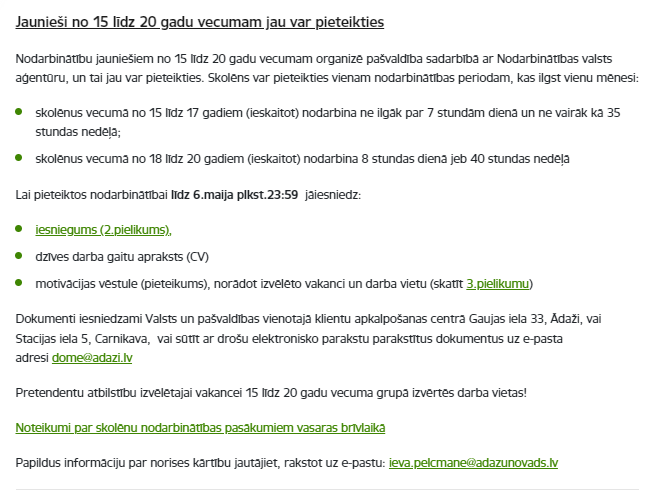 Jaunieši no 15 līdz 20 gadu vecumam jau var pieteikties
Nodarbinātību jauniešiem no 15 līdz 20 gadu vecumam organizē pašvaldība sadarbībā ar Nodarbinātības valsts
aģentūru, un tai jau var pieteikties. Skolēns var pieteikties vienam nodarbinātības periodam, kas ilgst vienu mēnesi:
skolēnus vecumā no 15 līdz 17 gadiem (ieskaitot) nodarbina ne ilgāk par 7 stundām dienā un ne vairāk kā 35
stundas nedēļā;
skolēnus vecumā no 18 līdz 20 gadiem (ieskaitot) nodarbina 8 stundas dienā jeb 40 stundas nedēļā
Lai pieteiktos nodarbinātībai līdz 6.maija plkst.23:59 jāiesniedz:
iesniegums (2.pielikums),
dzīves darba gaitu apraksts (CV)
motivācijas vēstule (pieteikums), norādot izvēlēto vakanci un darba vietu (skatīt 3.pielikumu)
Dokumenti iesniedzami Valsts un pašvaldības vienotajā klientu apkalpošanas centrā Gaujas iela 33, Ādaži, vai
Stacijas iela 5, Carnikava, vai sūtīt ar drošu elektronisko parakstu parakstītus dokumentus uz e-pasta
adresi dome@adazi.lv
Pretendentu atbilstību izvēlētajai vakancei 15 līdz 20 gadu vecuma grupā izvērtēs darba vietas!
Noteikumi par skolēnu nodarbinātības pasākumiem vasaras brīvlaikā
Papildus informāciju par norises kārtību jautājiet, rakstot uz e-pastu: ieva.pelcmane@adazunovads.lv